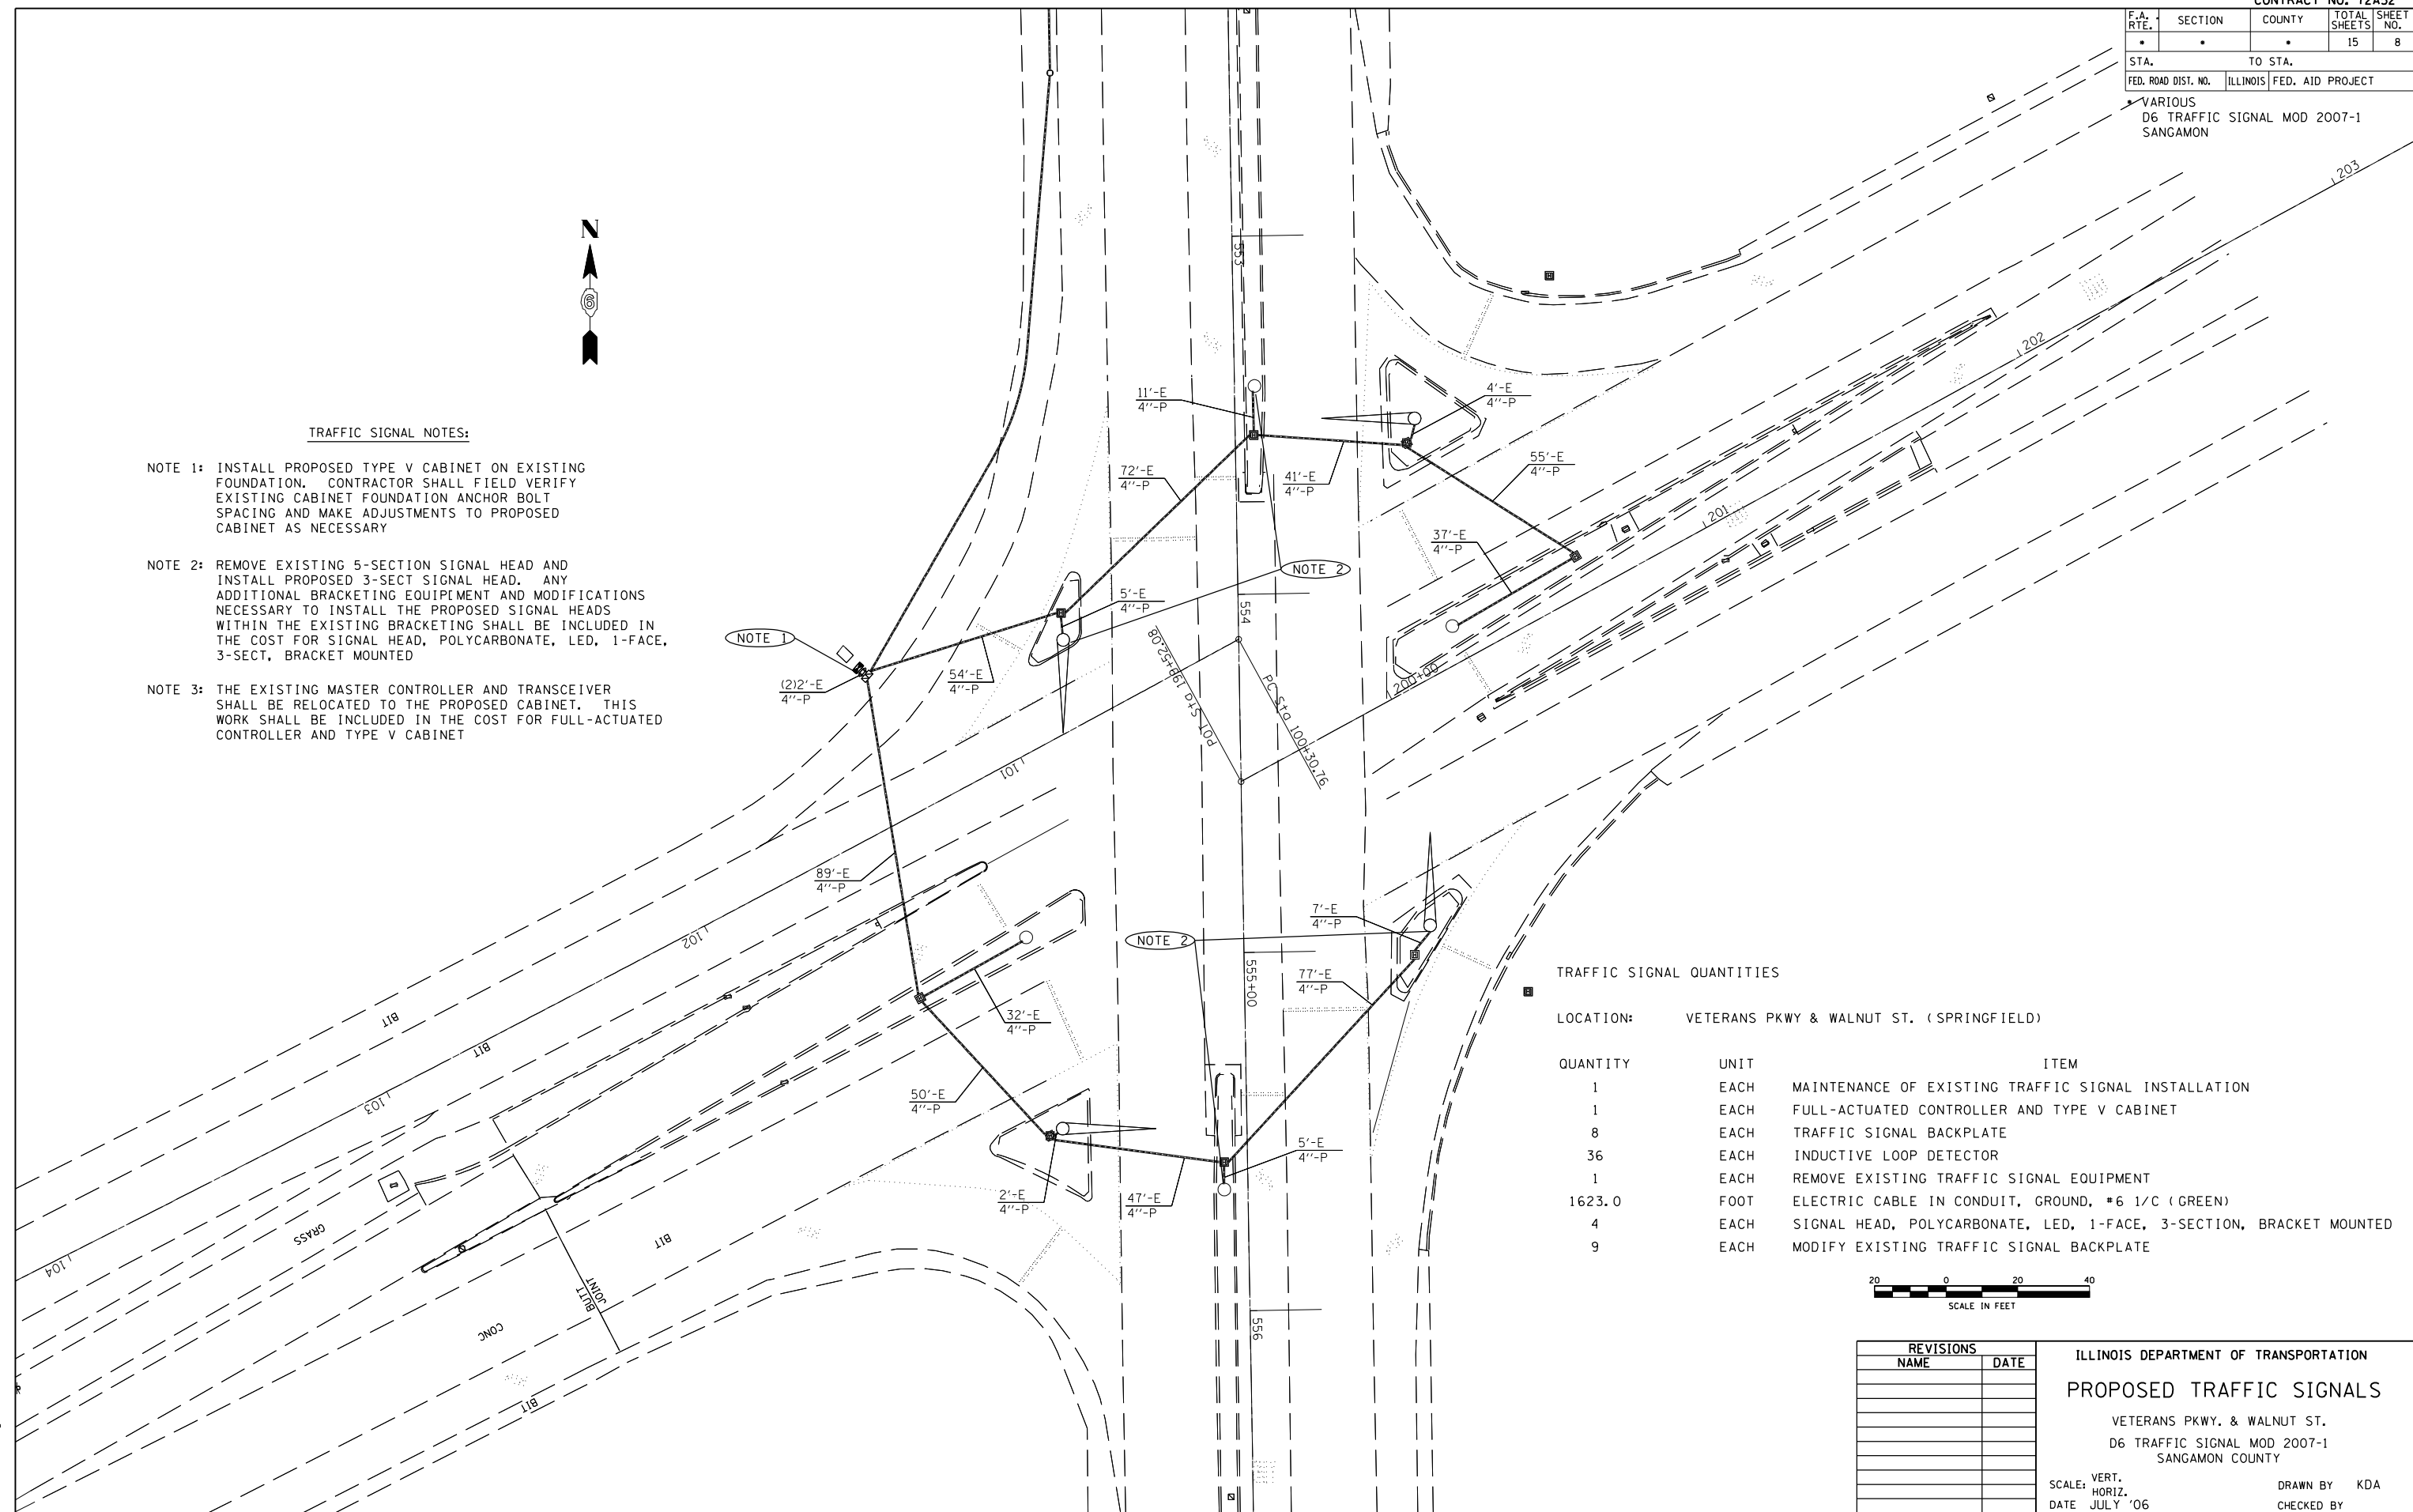 CONTRACT NO. 72A52
F.A. RTE. SECTION COUNTY TOTAL SHEETS SHEET NO.
* * * 15 8
STA. TO STA.
FED. ROAD DIST. NO. ILLINOIS FED. AID PROJECT
* VARIOUS
D6 TRAFFIC SIGNAL MOD 2007-1
SANGAMON
N
6
TRAFFIC SIGNAL NOTES:
NOTE 1: INSTALL PROPOSED TYPE V CABINET ON EXISTING
FOUNDATION. CONTRACTOR SHALL FIELD VERIFY
EXISTING CABINET FOUNDATION ANCHOR BOLT
SPACING AND MAKE ADJUSTMENTS TO PROPOSED
CABINET AS NECESSARY
NOTE 2: REMOVE EXISTING 5-SECTION SIGNAL HEAD AND
INSTALL PROPOSED 3-SECT SIGNAL HEAD. ANY
ADDITIONAL BRACKETING EQUIPEMENT AND MODIFICATIONS
NECESSARY TO INSTALL THE PROPOSED SIGNAL HEADS
WITHIN THE EXISTING BRACKETING SHALL BE INCLUDED IN
THE COST FOR SIGNAL HEAD, POLYCARBONATE, LED, 1-FACE,
3-SECT, BRACKET MOUNTED
NOTE 3: THE EXISTING MASTER CONTROLLER AND TRANSCEIVER
SHALL BE RELOCATED TO THE PROPOSED CABINET. THIS
WORK SHALL BE INCLUDED IN THE COST FOR FULL-ACTUATED
CONTROLLER AND TYPE V CABINET
203
553
202
11'-E
4''-P
4'-E
4''-P
72'-E
4''-P
41'-E
4''-P
55'-E
4''-P
201
37'-E
4''-P
NOTE 2
5'-E
4''-P
554
NOTE 1
54'-E
4''-P
(2)2'-E
4''-P
POT Sta 199+52.08
PC Sta 100+30.76
200+00
101
89'-E
4''-P
102
7'-E
4''-P
NOTE 2
555+00
77'-E
4''-P
32'-E
4''-P
BIT
BIT
103
50'-E
4''-P
5'-E
4''-P
2'-E
4''-P
47'-E
4''-P
GRASS
BIT
104
BUTT
JOINT
CONC
556
BIT
TRAFFIC SIGNAL QUANTITIES
LOCATION: VETERANS PKWY & WALNUT ST. (SPRINGFIELD)
QUANTITY UNIT ITEM
1 EACH MAINTENANCE OF EXISTING TRAFFIC SIGNAL INSTALLATION
1 EACH FULL-ACTUATED CONTROLLER AND TYPE V CABINET
8 EACH TRAFFIC SIGNAL BACKPLATE
36 EACH INDUCTIVE LOOP DETECTOR
1 EACH REMOVE EXISTING TRAFFIC SIGNAL EQUIPMENT
1623.0 FOOT ELECTRIC CABLE IN CONDUIT, GROUND, #6 1/C (GREEN)
4 EACH SIGNAL HEAD, POLYCARBONATE, LED, 1-FACE, 3-SECTION, BRACKET MOUNTED
9 EACH MODIFY EXISTING TRAFFIC SIGNAL BACKPLATE
20 0 20 40
SCALE IN FEET
REVISIONS
NAME DATE
ILLINOIS DEPARTMENT OF TRANSPORTATION
PROPOSED TRAFFIC SIGNALS
VETERANS PKWY. & WALNUT ST.
D6 TRAFFIC SIGNAL MOD 2007-1
SANGAMON COUNTY
SCALE: VERT.
HORIZ.
DATE JULY '06
DRAWN BY KDA
CHECKED BY